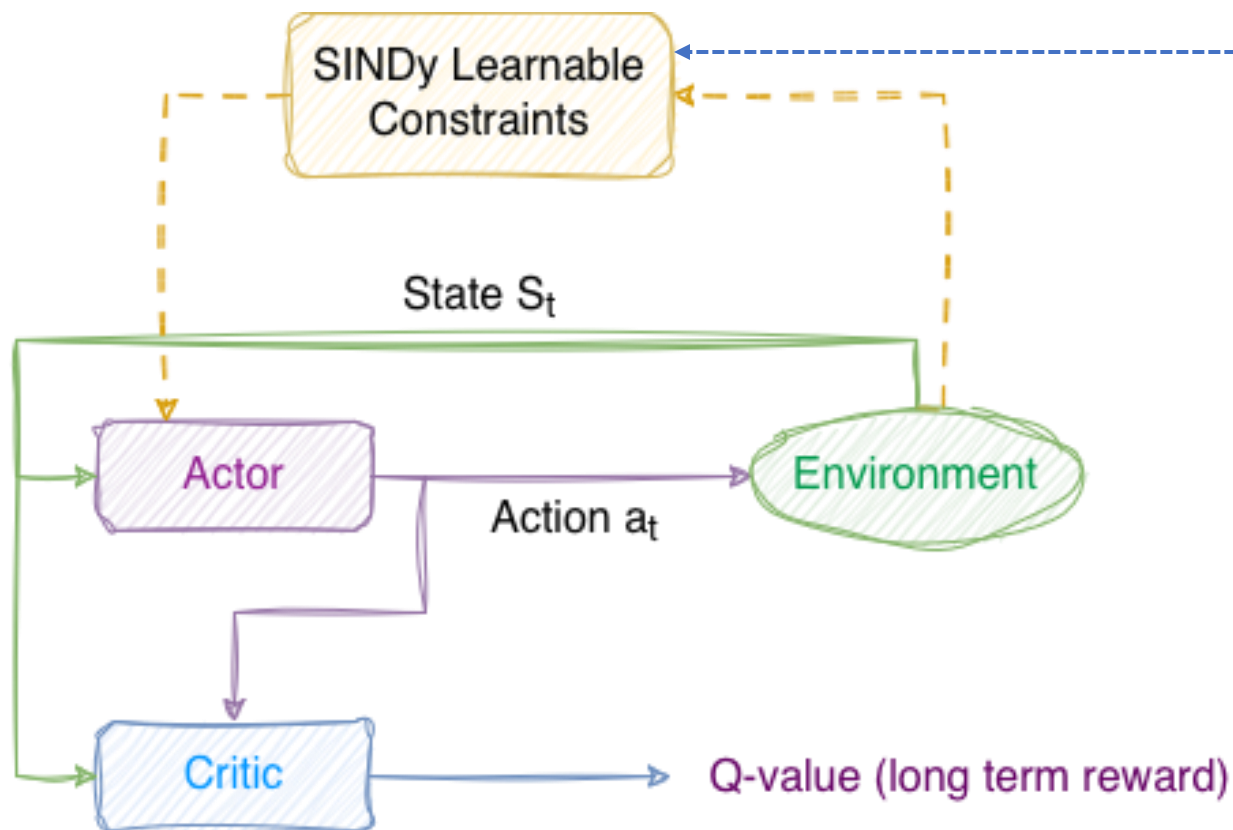 SINDy Learnable
Constraints
State Sₜ
Actor
Environment
Action aₜ
Critic
Q-value (long term reward)